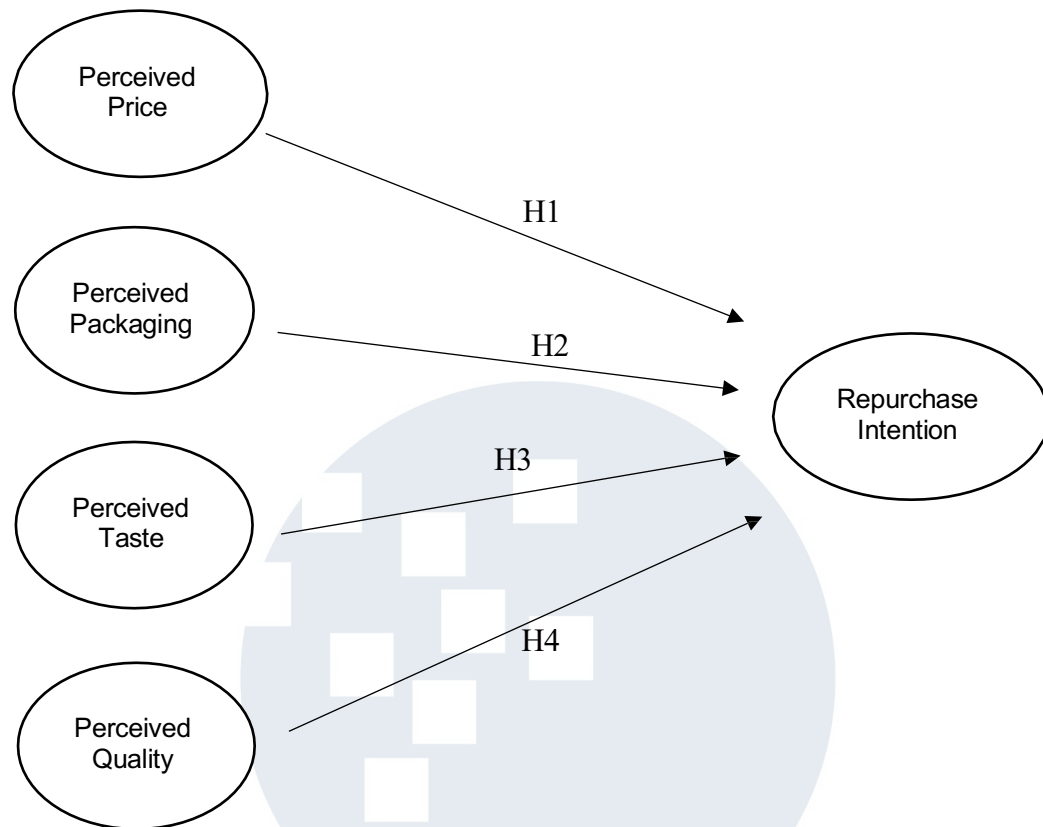 Perceived
Price
H1
Perceived
Packaging
H2
Repurchase
Intention
H3
Perceived
Taste
H4
Perceived
Quality